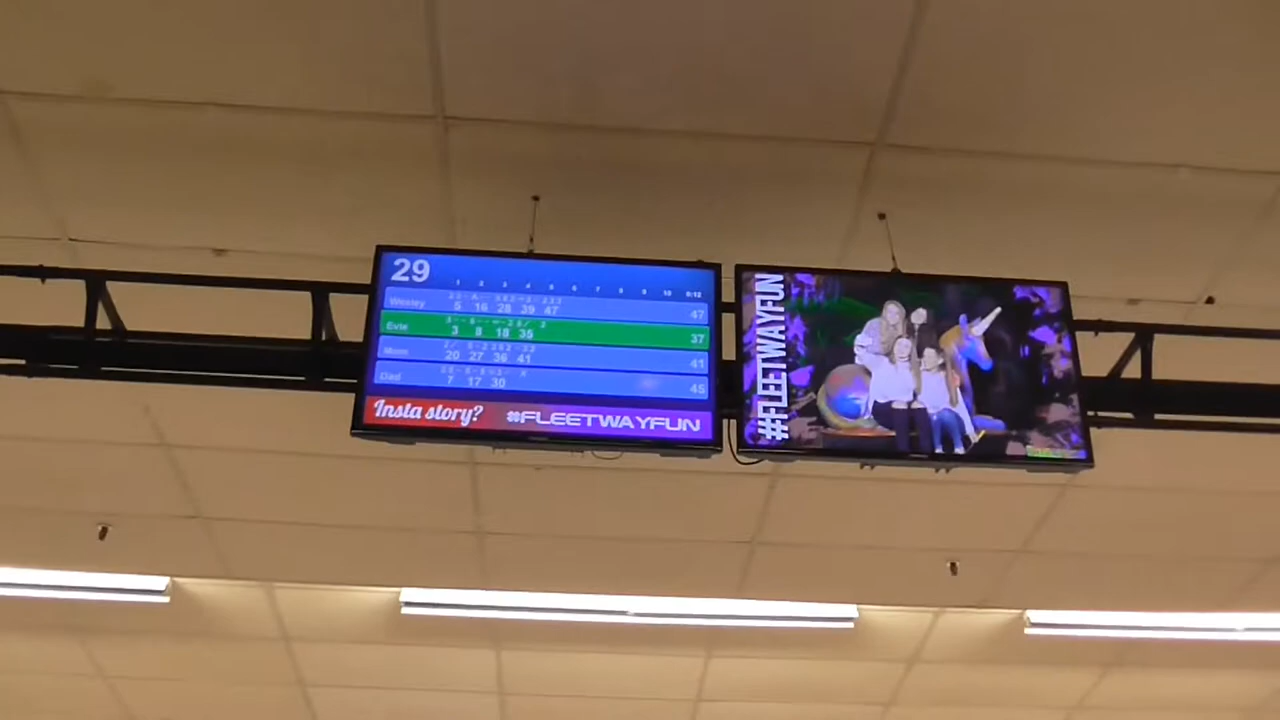 29
1 2 3 4 5 6 7 8 9 10
Wesley
5 16 28 39 47 47
Evie
3 8 18 35 37
Mom
20 27 36 41 41
Dad
7 17 30 45
Insta story? #FLEETWAYFUN
#FLEETWAYFUN